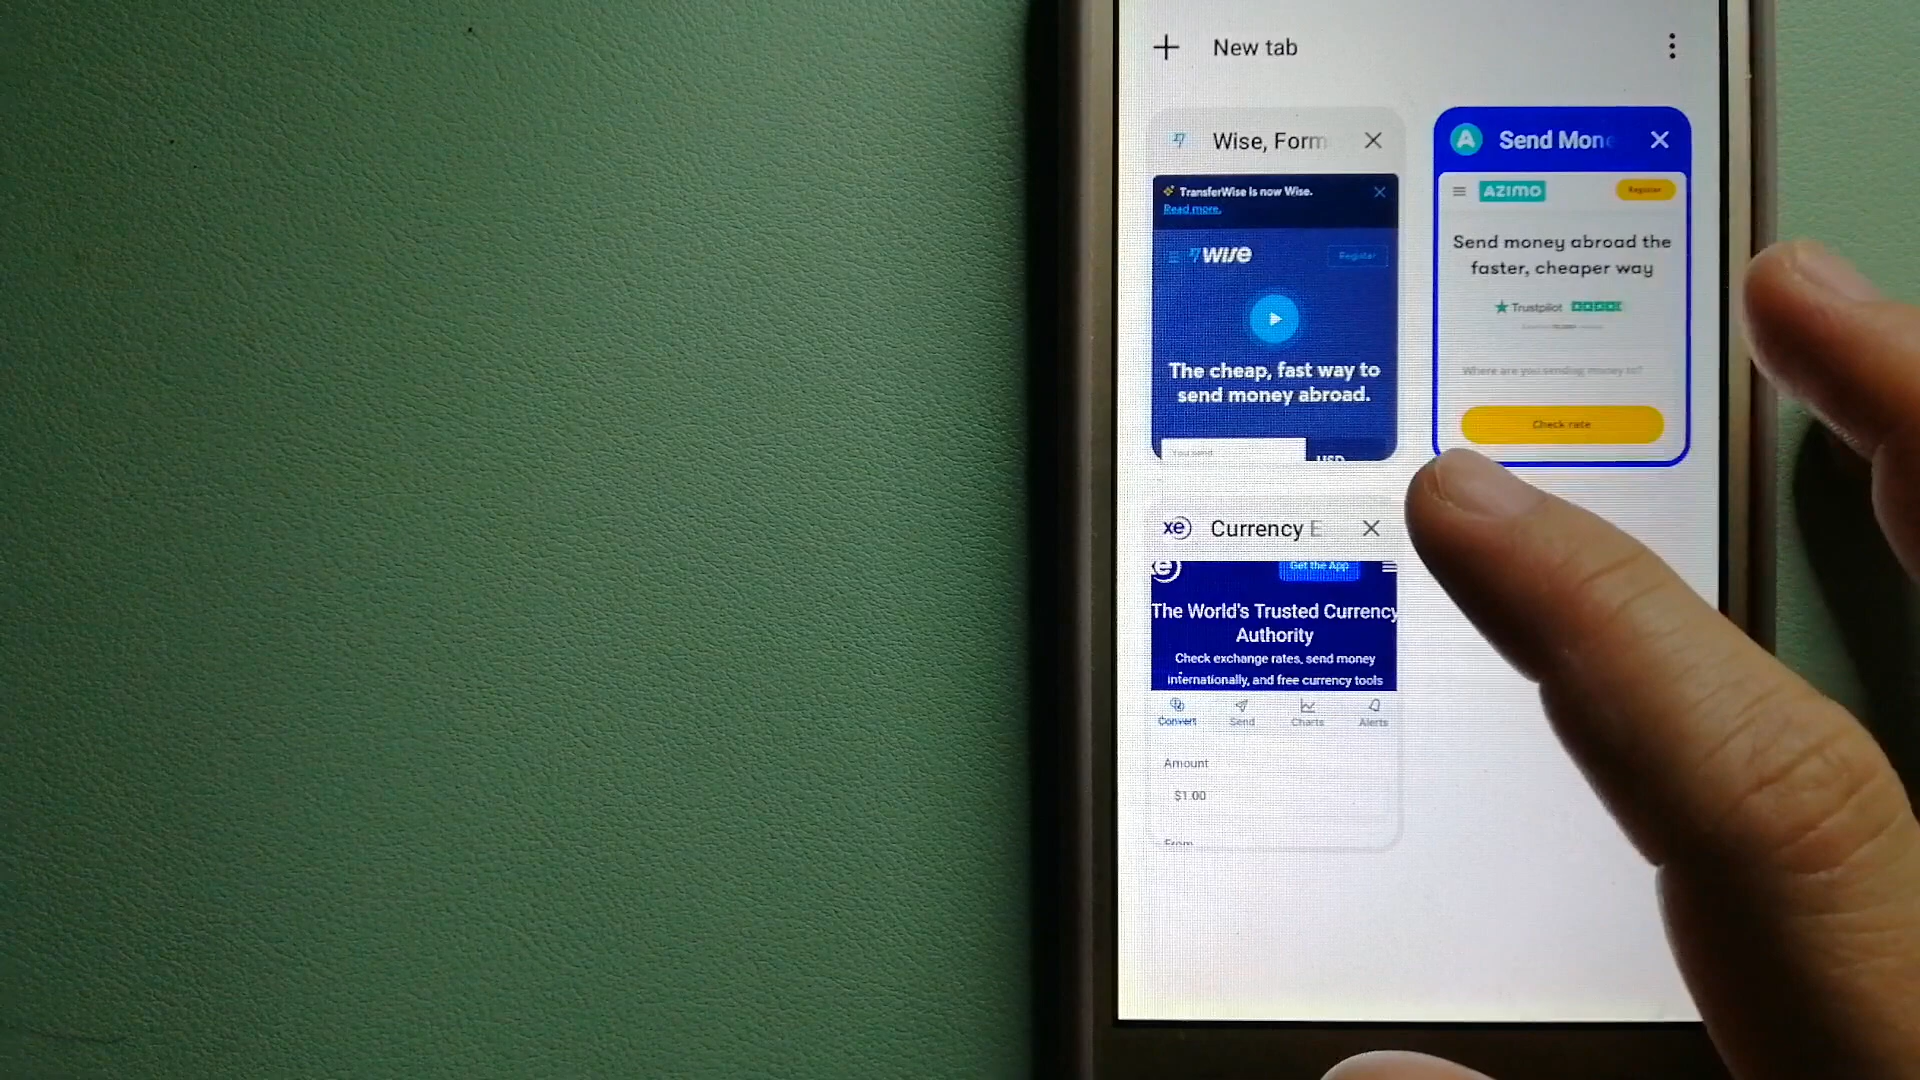 New tab
Wise, Form
TransferWise is now Wise.
Read more.
WISE
Register
The cheap, fast way to
send money abroad.
You send
USD
A Send Mone
AZIMO
Register
Send money abroad the
faster, cheaper way
Trustpilot
Where are you sending money to?
Check rate
xe Currency E
e
Get the App
The World's Trusted Currency
Authority
Check exchange rates, send money
internationally, and free currency tools
Convert Send Charts Alerts
Amount
$1.00
From